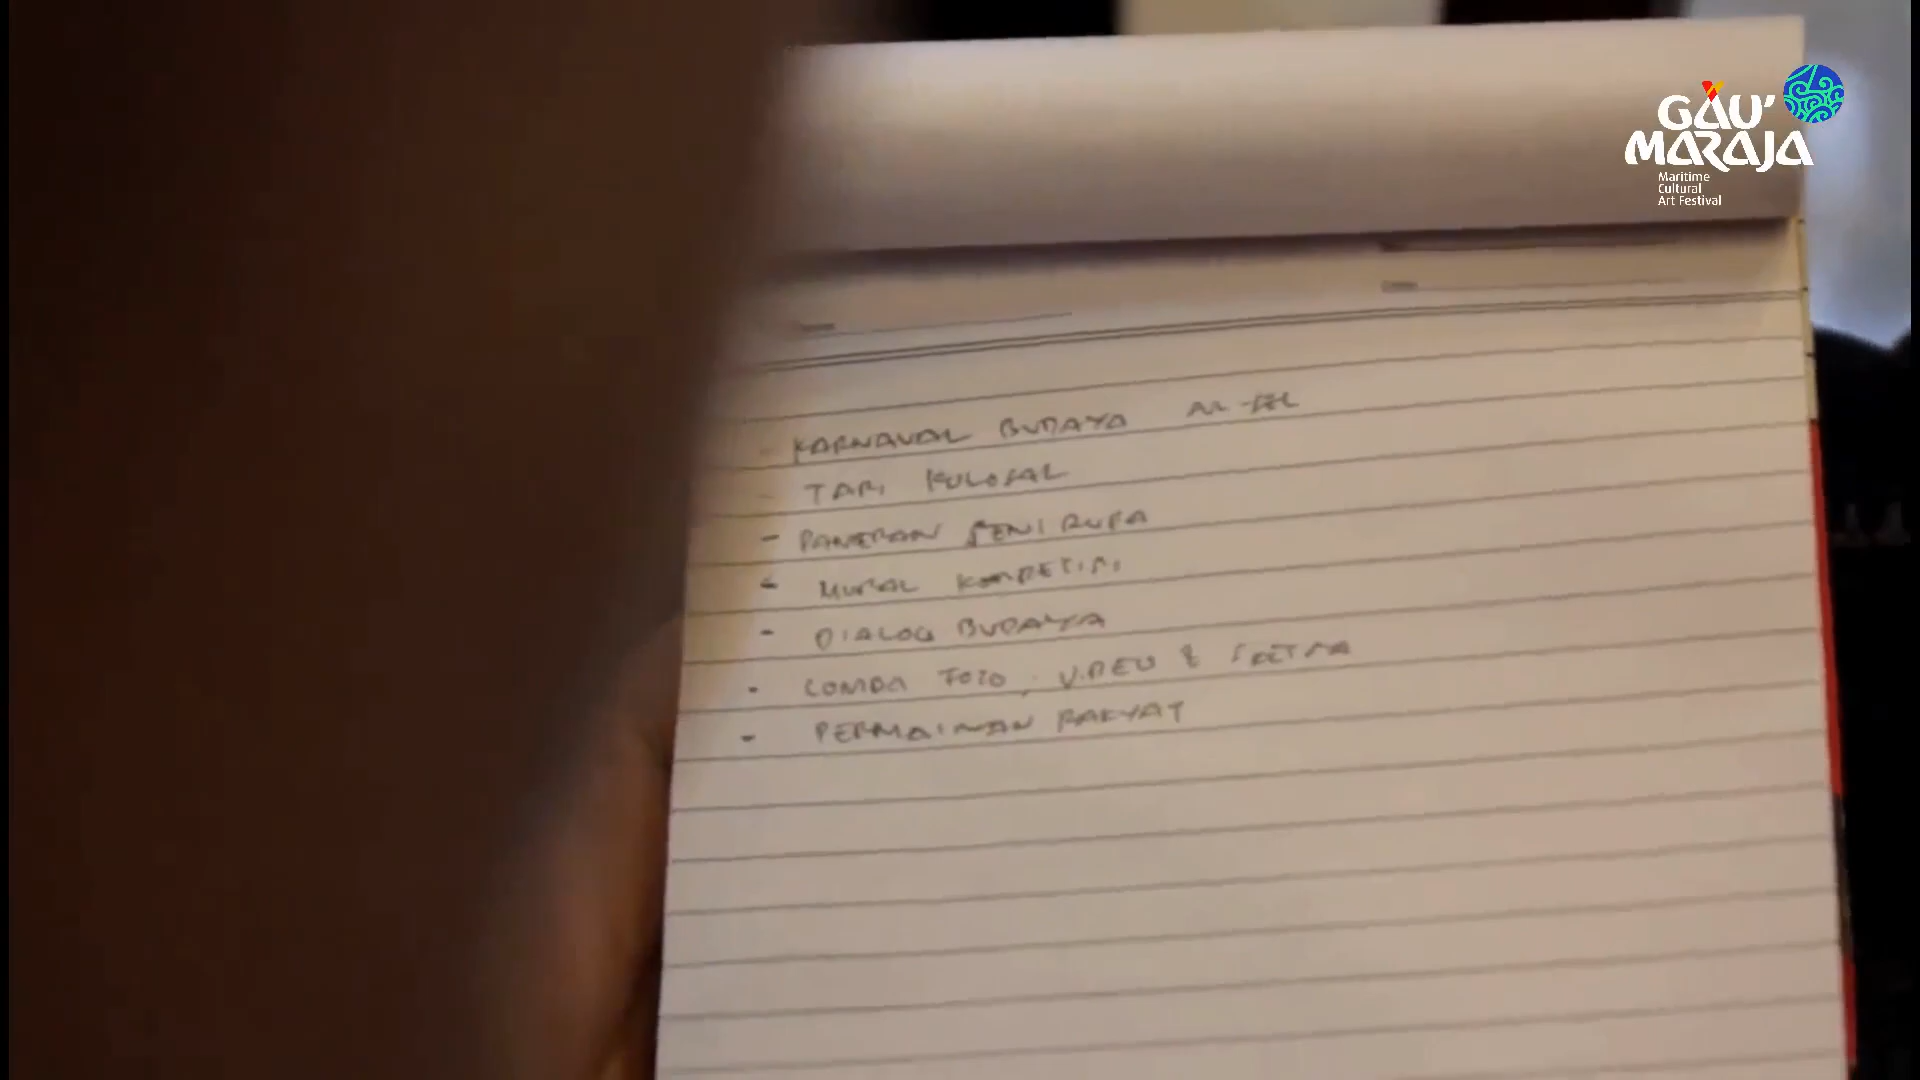 GAU'
MARAJA
Maritime
Cultural
Art Festival
- KARNAVAL BUDAYA
- TARI KOLOSAL
- PAMERAN SENI RUPA
- MURAL KOMPETISI
- DIALOG BUDAYA
- LOMBA FOTO, VIDEO & SKETSA
- PERMAINAN RAKYAT